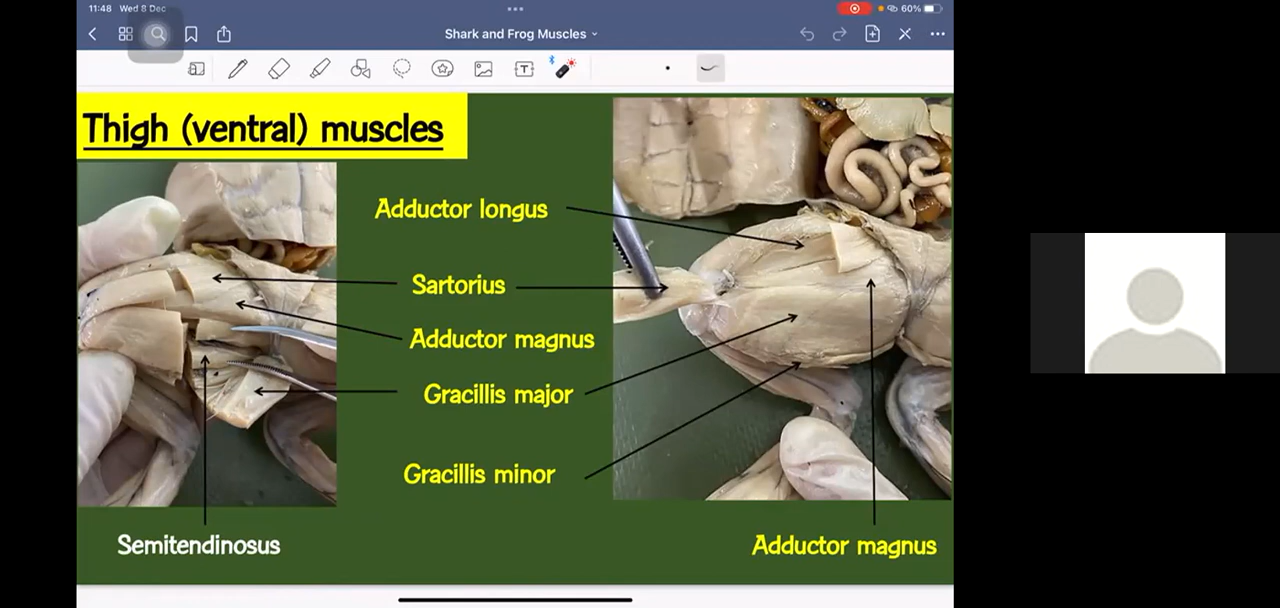 11:48 Wed 8 Dec
60%
Shark and Frog Muscles
T
Thigh (ventral) muscles
Adductor longus
Sartorius
Adductor magnus
Gracillis major
Gracillis minor
Semitendinosus
Adductor magnus